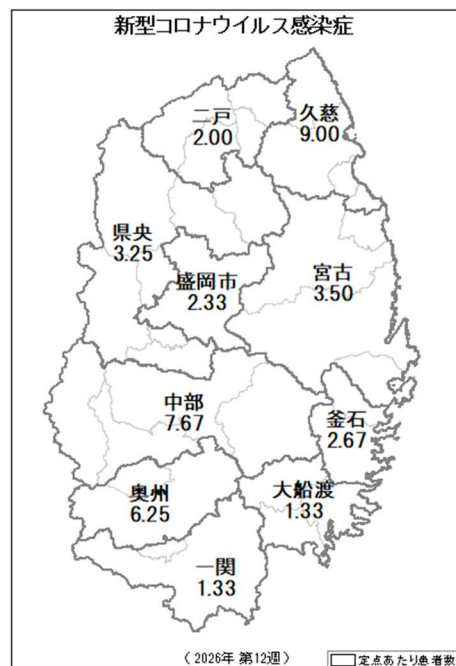 新型コロナウイルス感染症
二戸
2.00
久慈
9.00
県央
3.25
盛岡市
2.33
宮古
3.50
中部
7.67
釜石
2.67
奥州
6.25
大船渡
1.33
一関
1.33
（2026年 第12週）
定点あたり患者数